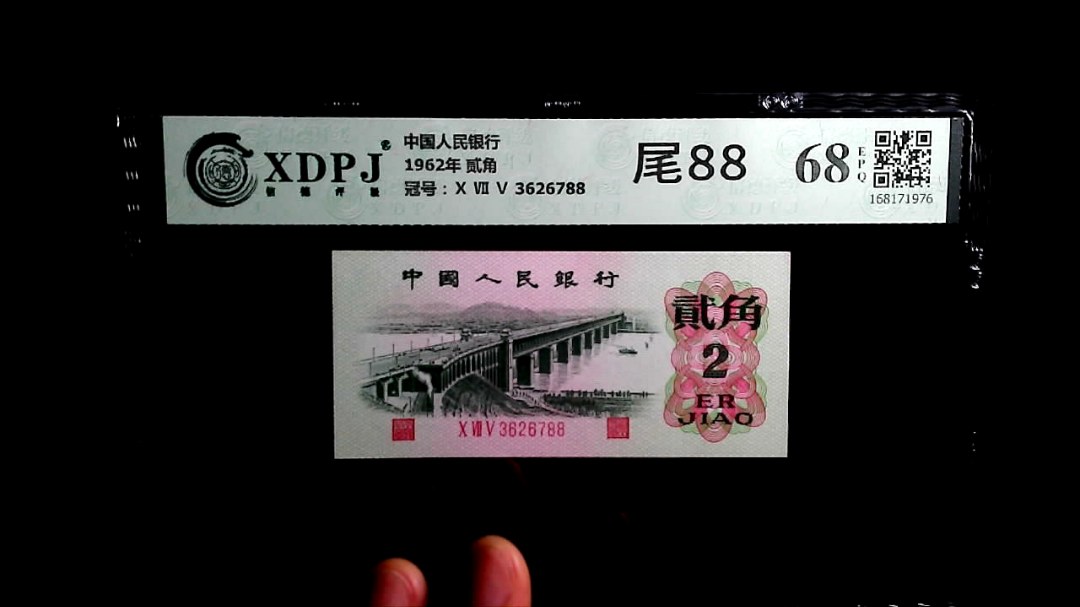 XDPJ
中国人民银行
1962年 贰角
冠号：X Ⅶ V 3626788
尾88
68
EPQ
168171976
中國人民銀行
貳角
2
ER
JIAO
X Ⅶ V 3626788